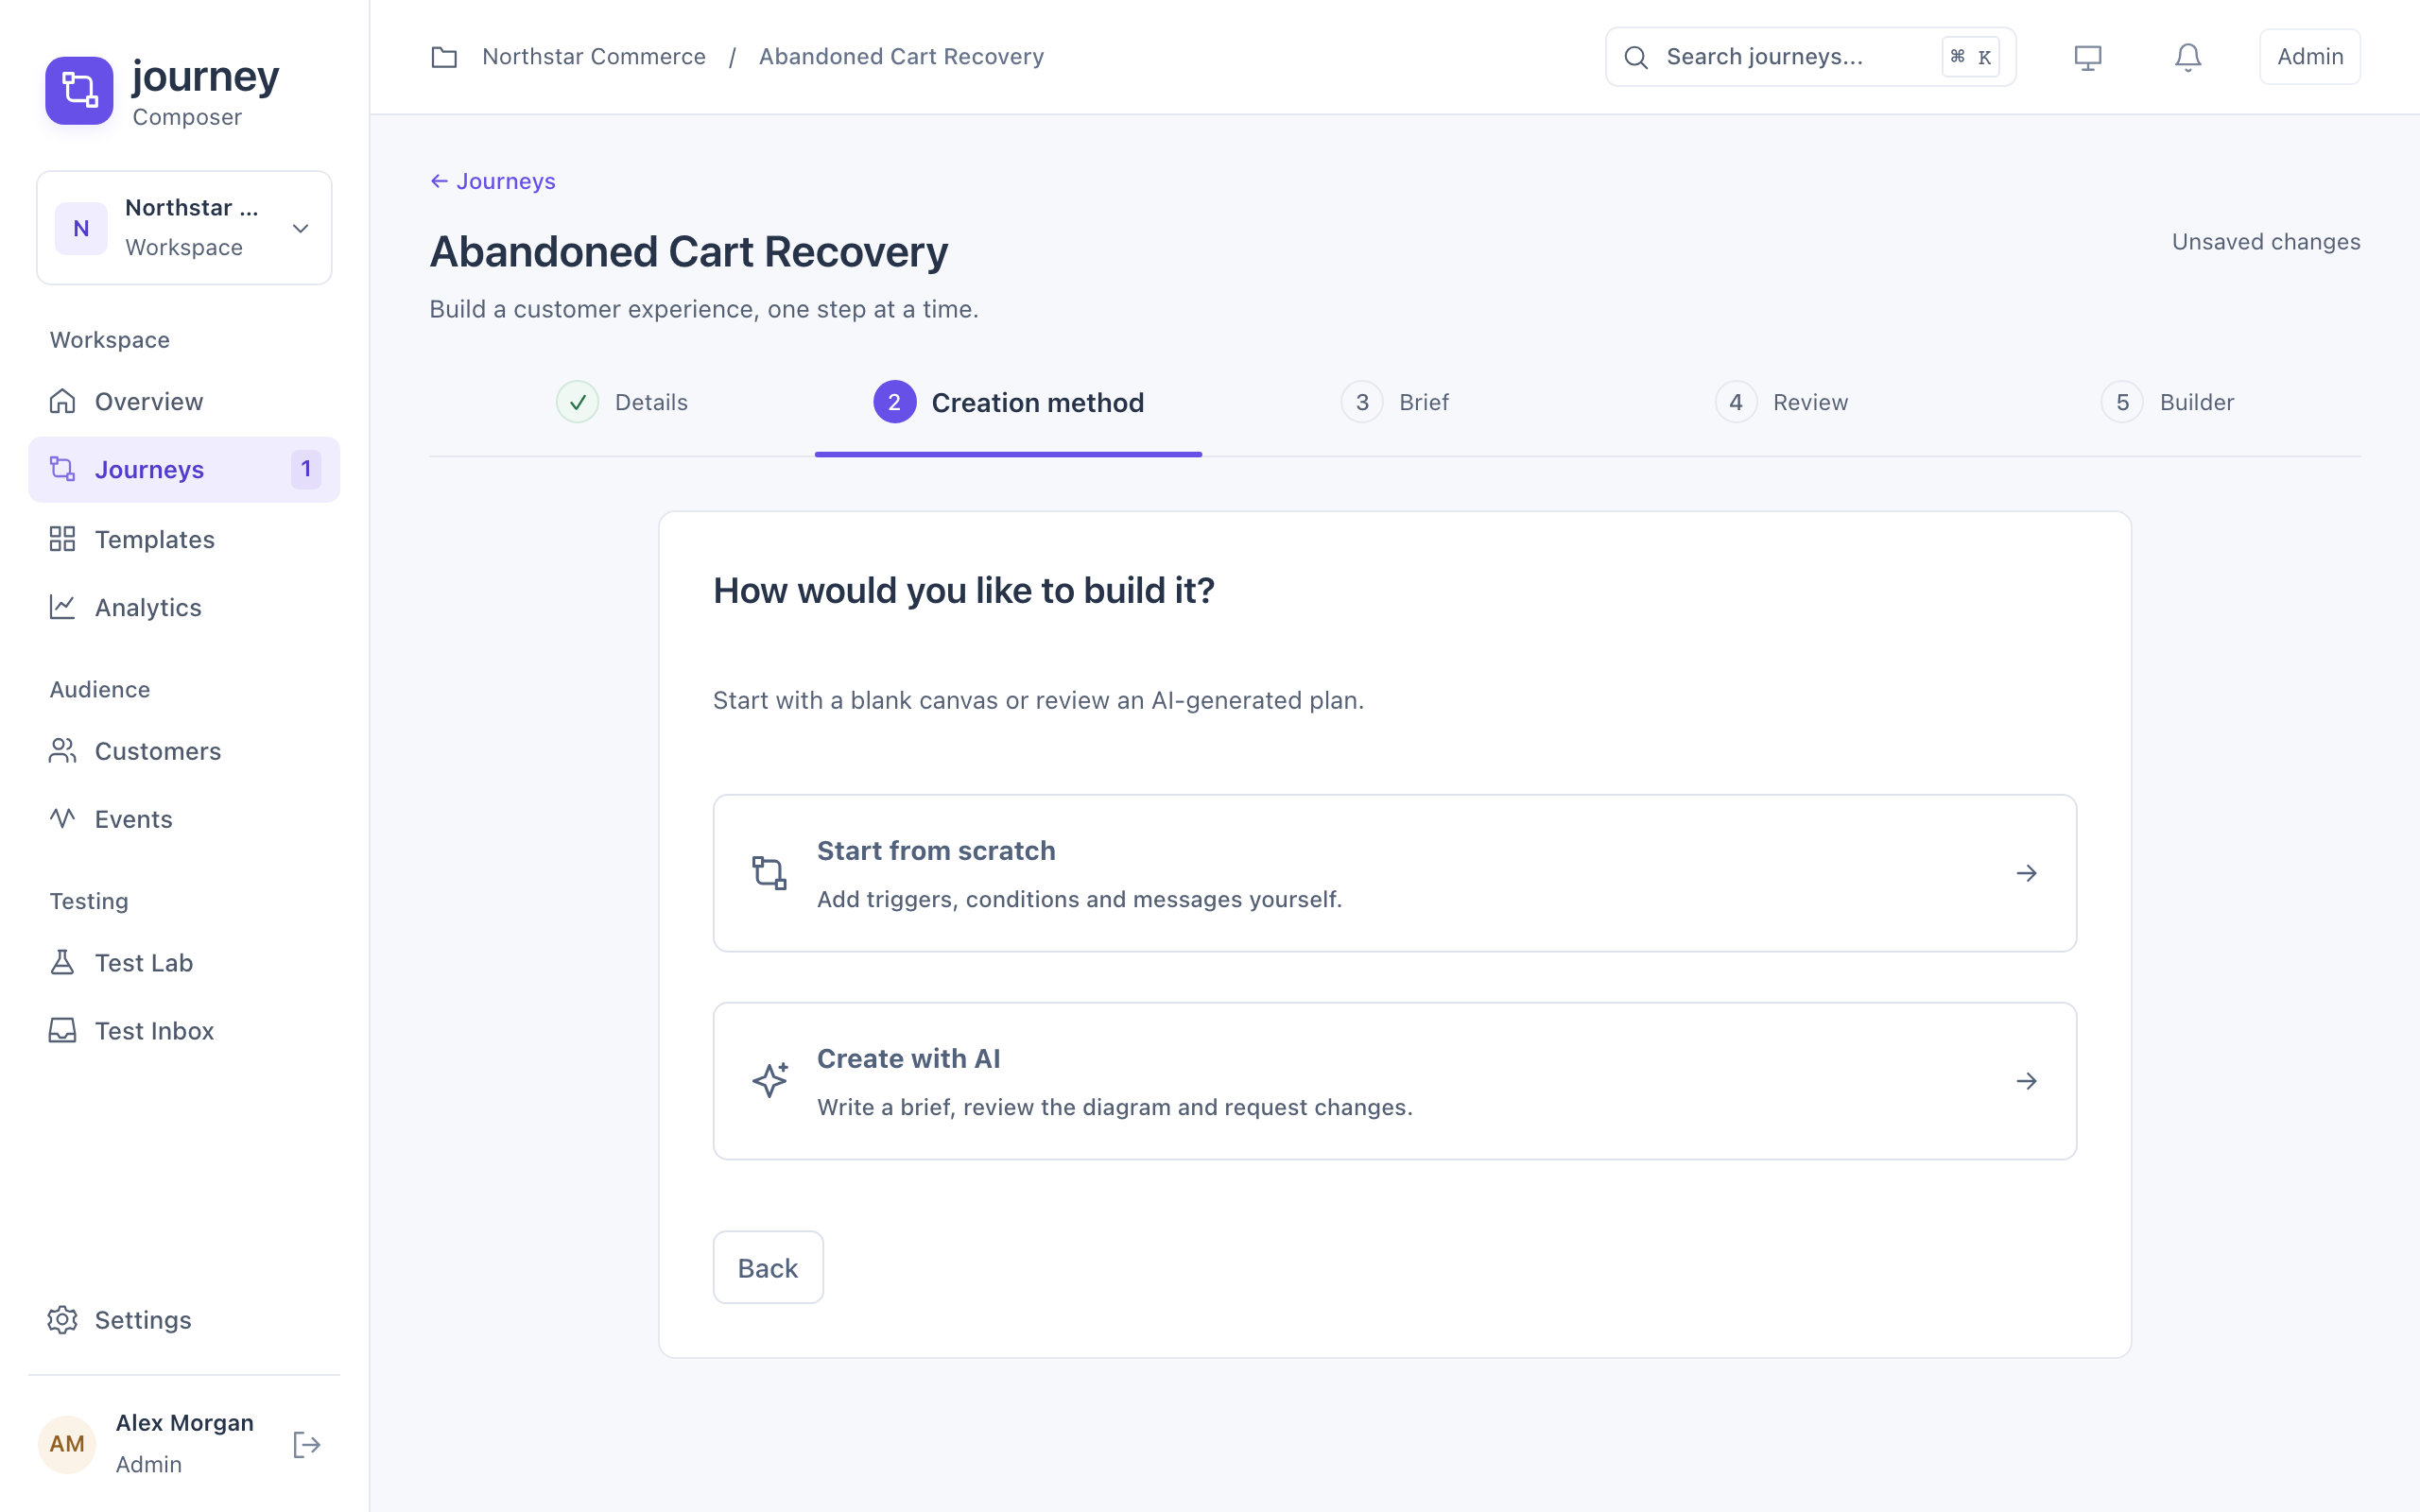 journey
Composer
N
Northstar ...
Workspace
Workspace
Overview
Journeys
1
Templates
Analytics
Audience
Customers
Events
Testing
Test Lab
Test Inbox
Settings
AM
Alex Morgan
Admin
Northstar Commerce / Abandoned Cart Recovery
Search journeys...
⌘ K
Admin
← Journeys
Abandoned Cart Recovery
Unsaved changes
Build a customer experience, one step at a time.
Details
2 Creation method
3 Brief
4 Review
5 Builder
How would you like to build it?
Start with a blank canvas or review an AI-generated plan.
Start from scratch
Add triggers, conditions and messages yourself.
Create with AI
Write a brief, review the diagram and request changes.
Back